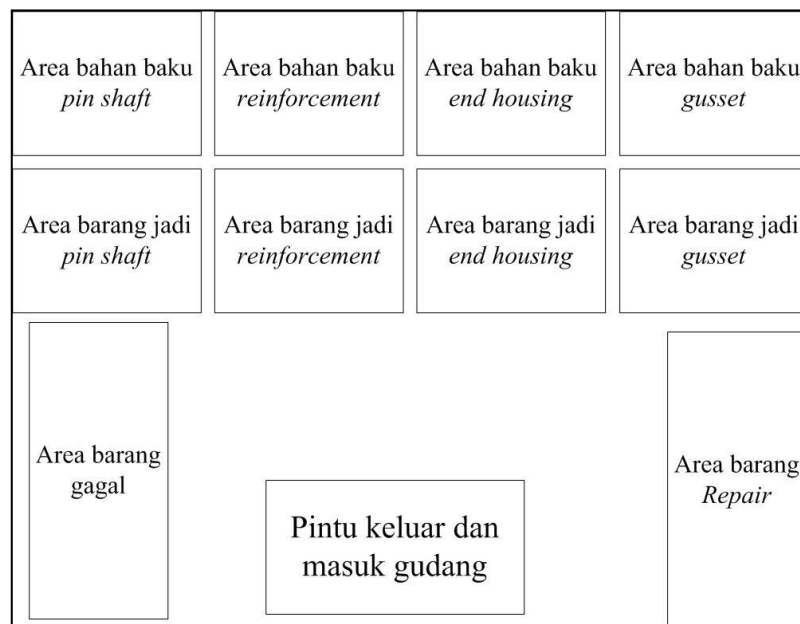 Area bahan baku
pin shaft
Area bahan baku
reinforcement
Area bahan baku
end housing
Area bahan baku
gusset
Area barang jadi
pin shaft
Area barang jadi
reinforcement
Area barang jadi
end housing
Area barang jadi
gusset
Area barang
gagal
Pintu keluar dan
masuk gudang
Area barang
Repair